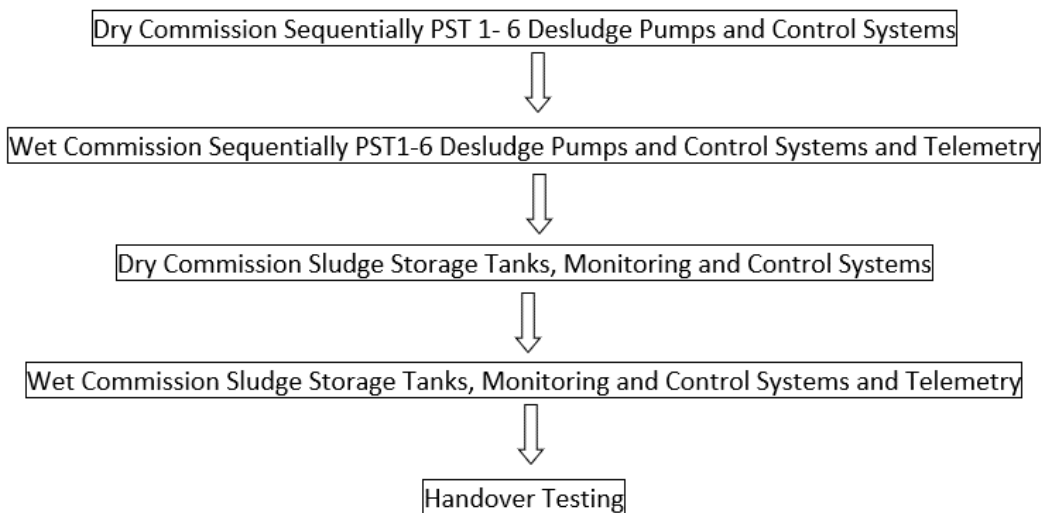 Dry Commission Sequentially PST 1- 6 Desludge Pumps and Control Systems
Wet Commission Sequentially PST1-6 Desludge Pumps and Control Systems and Telemetry
Dry Commission Sludge Storage Tanks, Monitoring and Control Systems
Wet Commission Sludge Storage Tanks, Monitoring and Control Systems and Telemetry
Handover Testing